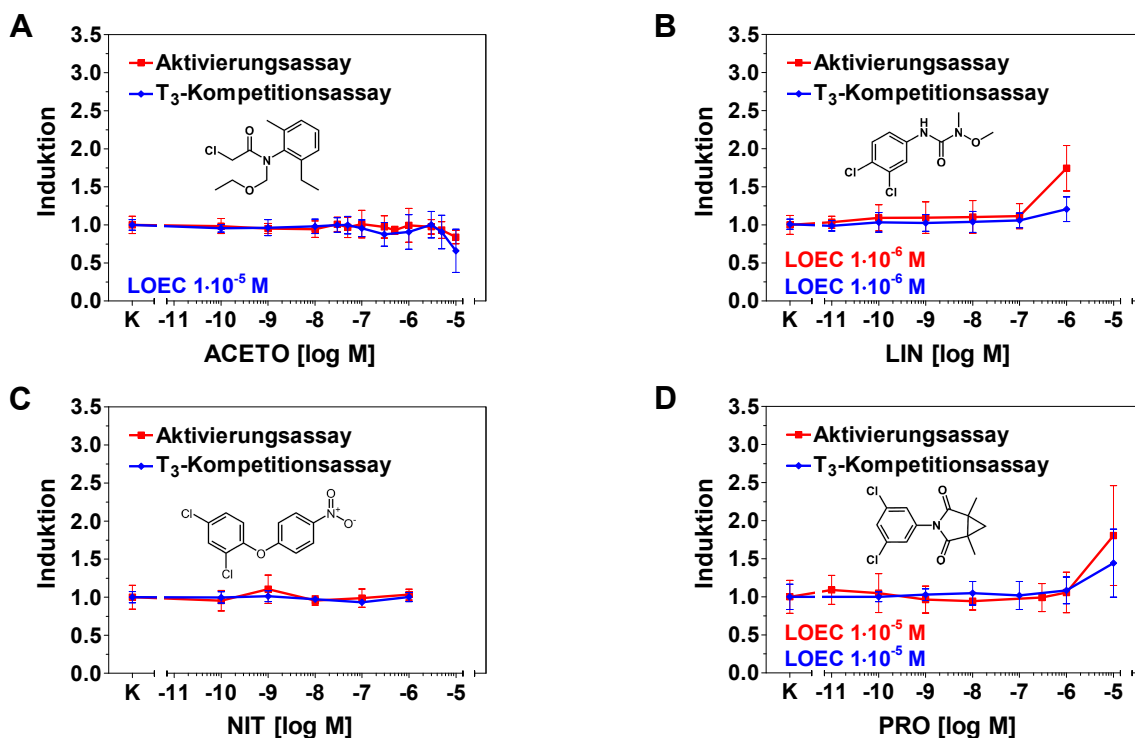 A
Aktivierungsassay
T₃-Kompetitionsassay
3.5
3.0
2.5
2.0
1.5
1.0
0.5
0.0
Induktion
Cl
O
N
O
LOEC 1·10⁻⁵ M
K -11 -10 -9 -8 -7 -6 -5
ACETO [log M]
B
Aktivierungsassay
T₃-Kompetitionsassay
3.5
3.0
2.5
2.0
1.5
1.0
0.5
0.0
Induktion
H
N
N
O
O
Cl
Cl
LOEC 1·10⁻⁶ M
LOEC 1·10⁻⁶ M
K -11 -10 -9 -8 -7 -6 -5
LIN [log M]
C
Aktivierungsassay
T₃-Kompetitionsassay
3.5
3.0
2.5
2.0
1.5
1.0
0.5
0.0
Induktion
Cl
Cl
O
O
N⁺
O⁻
K -11 -10 -9 -8 -7 -6 -5
NIT [log M]
D
Aktivierungsassay
T₃-Kompetitionsassay
3.5
3.0
2.5
2.0
1.5
1.0
0.5
0.0
Induktion
Cl
Cl
O
N
O
LOEC 1·10⁻⁵ M
LOEC 1·10⁻⁵ M
K -11 -10 -9 -8 -7 -6 -5
PRO [log M]